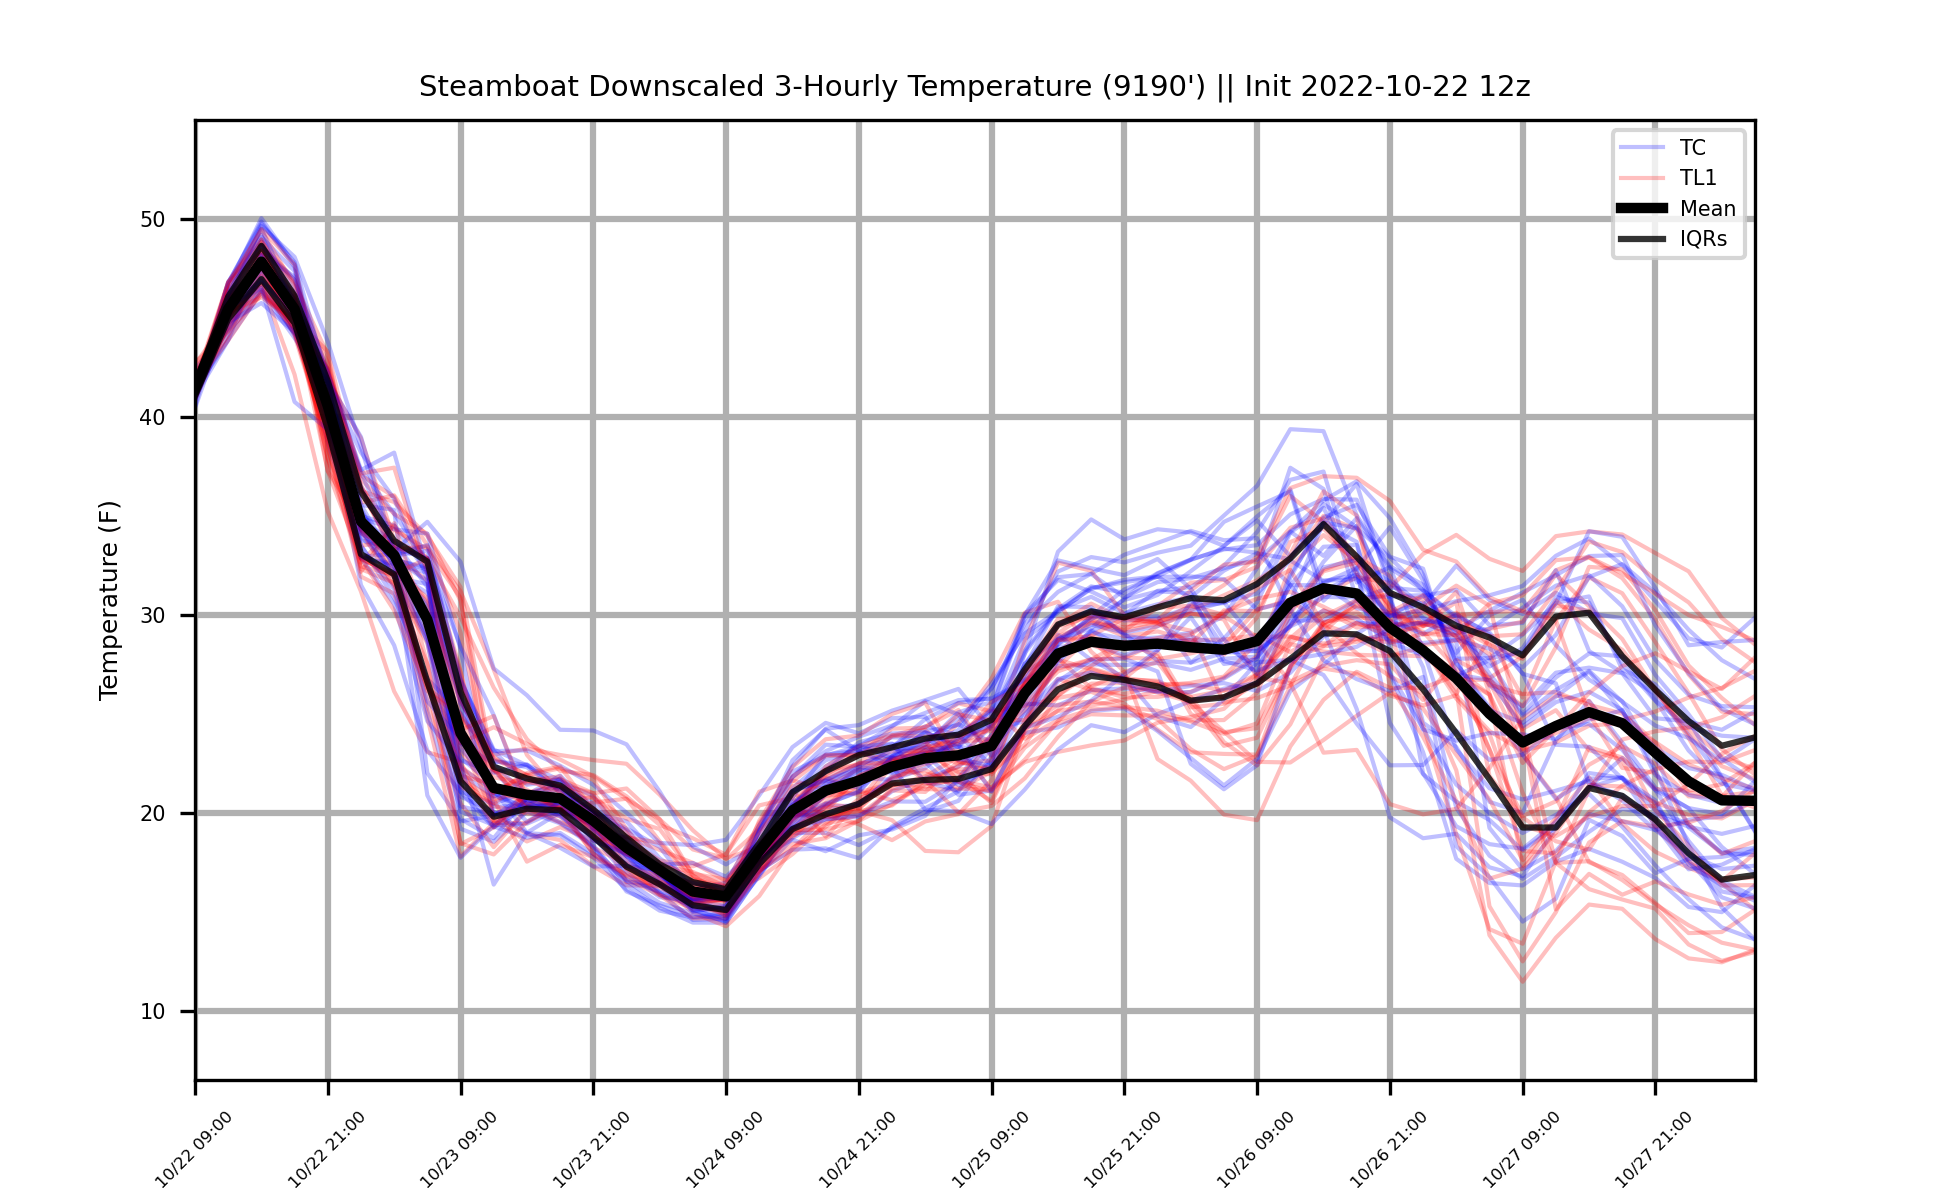 Steamboat Downscaled 3-Hourly Temperature (9190') || Init 2022-10-22 12z
TC
TL1
Mean
IQRs
Temperature (F)
50
40
30
20
10
10/22 09:00
10/22 21:00
10/23 09:00
10/23 21:00
10/24 09:00
10/24 21:00
10/25 09:00
10/25 21:00
10/26 09:00
10/26 21:00
10/27 09:00
10/27 21:00